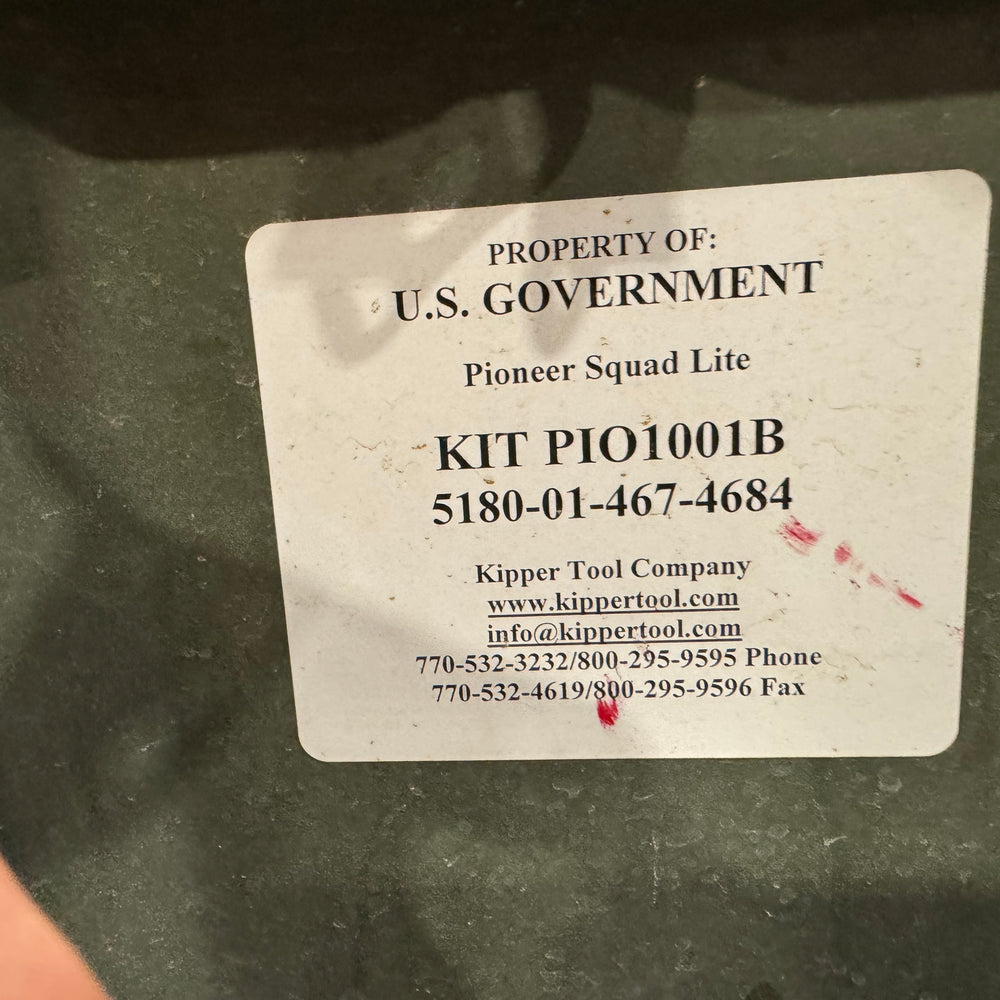 PROPERTY OF:
U.S. GOVERNMENT
Pioneer Squad Lite
KIT PIO1001B
5180-01-467-4684
Kipper Tool Company
www.kippertool.com
info@kippertool.com
770-532-3232/800-295-9595 Phone
770-532-4619/800-295-9596 Fax